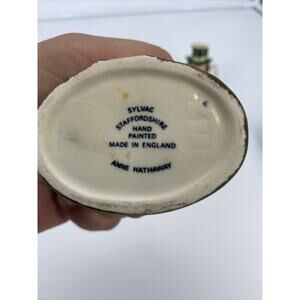 SYLVAC
STAFFORDSHIRE
HAND
PAINTED
MADE IN ENGLAND
ANNE HATHAWAY